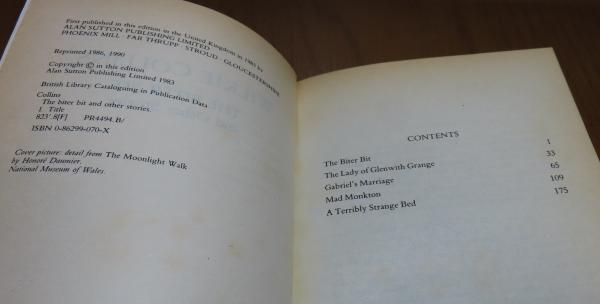 First published in this edition in the United Kingdom in 1983 by
ALAN SUTTON PUBLISHING LIMITED
PHOENIX MILL · FAR THRUPP · STROUD · GLOUCESTERSHIRE
Reprinted 1986, 1990
Copyright © in this edition
Alan Sutton Publishing Limited 1983
British Library Cataloguing in Publication Data
Collins
The biter bit and other stories.
1. Title
823'.8[F] PR4494.B/
ISBN 0-86299-070-X
Cover picture: detail from The Moonlight Walk
by Honoré Daumier.
National Museum of Wales.
CONTENTS
The Biter Bit 1
The Lady of Glenwith Grange 33
Gabriel's Marriage 65
Mad Monkton 109
A Terribly Strange Bed 175